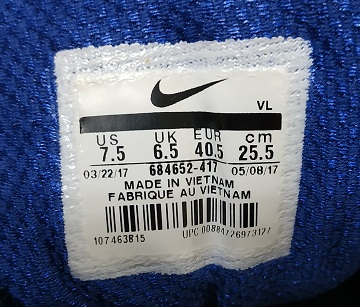 VL
US UK EUR cm
7.5 6.5 40.5 25.5
03/22/17 684652-417 05/08/17
MADE IN VIETNAM
FABRIQUE AU VIETNAM
107463815